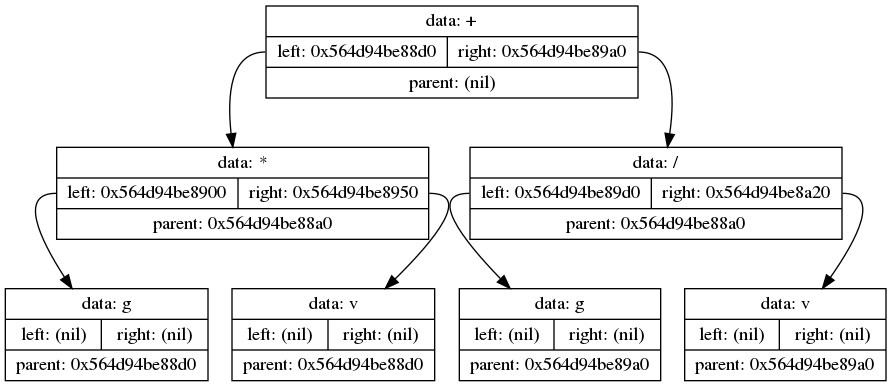 data: +
left: 0x564d94be88d0 right: 0x564d94be89a0
parent: (nil)
data: * data: /
left: 0x564d94be8900 right: 0x564d94be8950 left: 0x564d94be89d0 right: 0x564d94be8a20
parent: 0x564d94be88a0 parent: 0x564d94be88a0
data: g data: v data: g data: v
left: (nil) right: (nil) left: (nil) right: (nil) left: (nil) right: (nil) left: (nil) right: (nil)
parent: 0x564d94be88d0 parent: 0x564d94be88d0 parent: 0x564d94be89a0 parent: 0x564d94be89a0